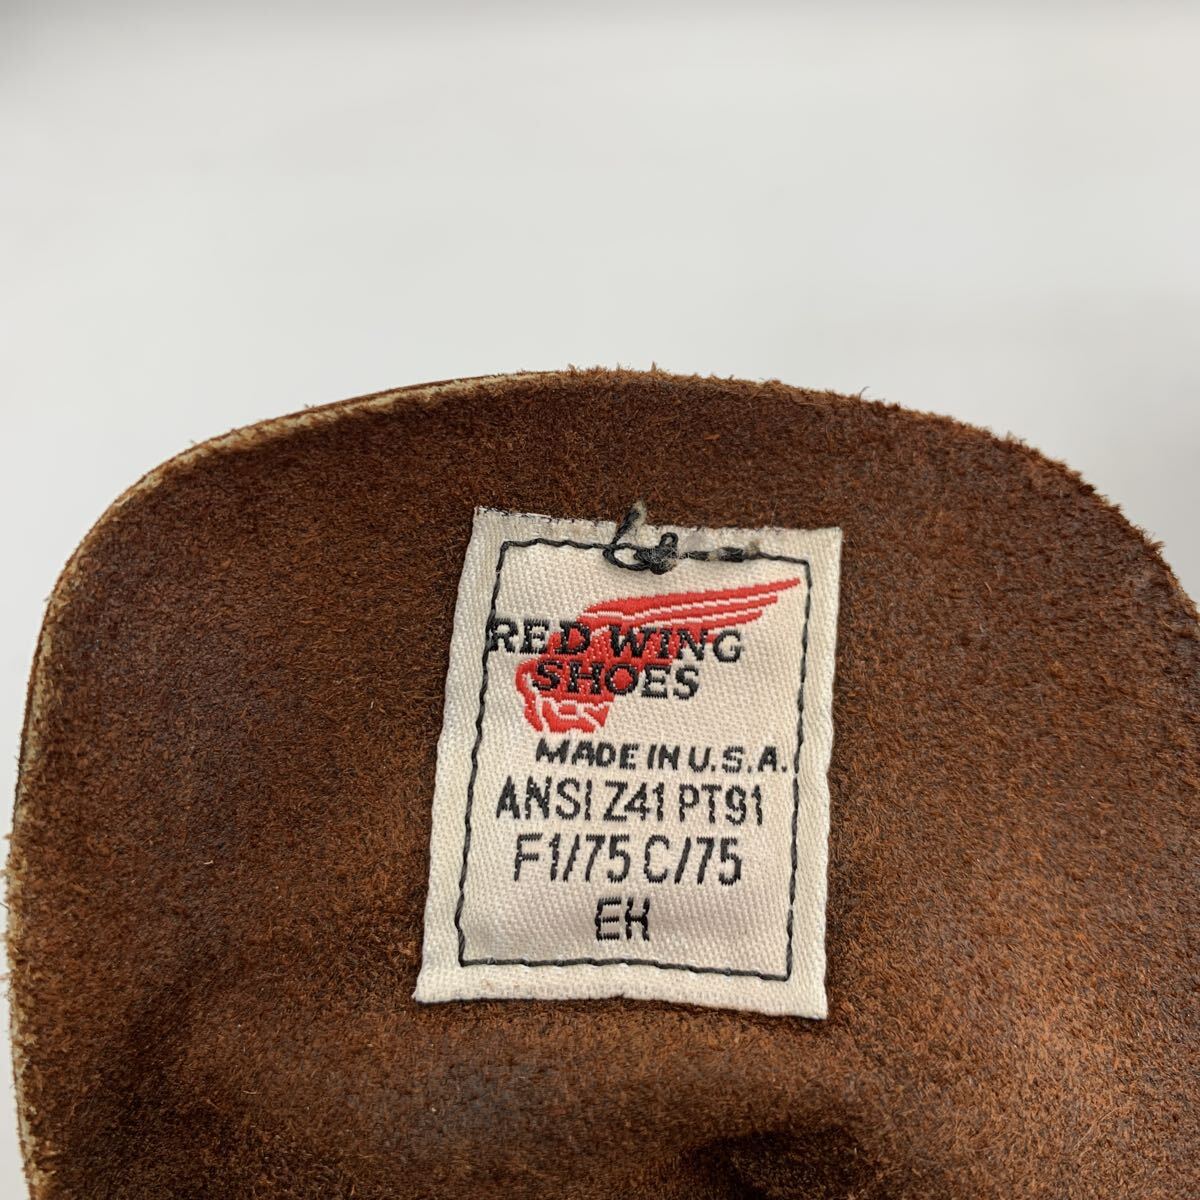 RED WING
SHOES
MADE IN U.S.A.
ANSI Z41 PT91
F1/75 C/75
EH